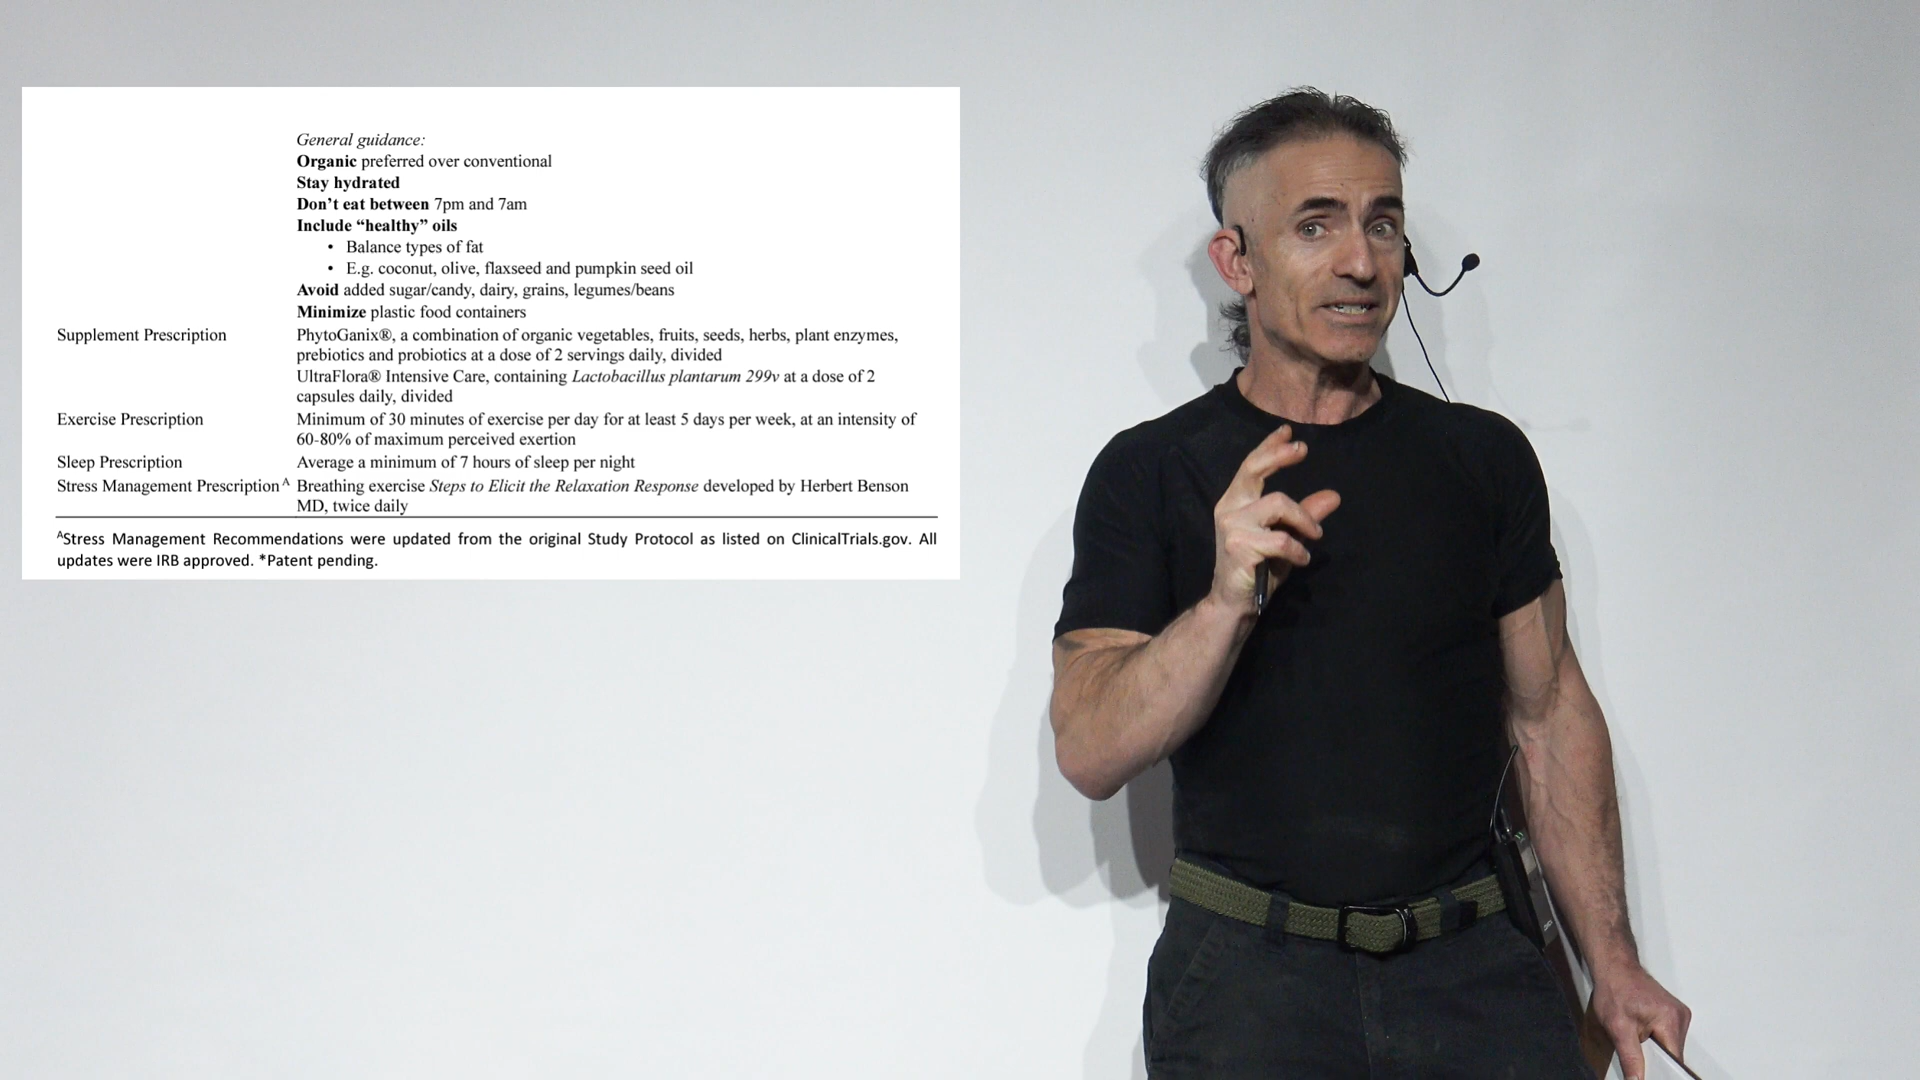 General guidance:
Organic preferred over conventional
Stay hydrated
Don’t eat between 7pm and 7am
Include “healthy” oils
• Balance types of fat
• E.g. coconut, olive, flaxseed and pumpkin seed oil
Avoid added sugar/candy, dairy, grains, legumes/beans
Minimize plastic food containers
Supplement Prescription PhytoGanix®, a combination of organic vegetables, fruits, seeds, herbs, plant enzymes,
prebiotics and probiotics at a dose of 2 servings daily, divided
UltraFlora® Intensive Care, containing Lactobacillus plantarum 299v at a dose of 2
capsules daily, divided
Exercise Prescription Minimum of 30 minutes of exercise per day for at least 5 days per week, at an intensity of
60-80% of maximum perceived exertion
Sleep Prescription Average a minimum of 7 hours of sleep per night
Stress Management Prescription A Breathing exercise Steps to Elicit the Relaxation Response developed by Herbert Benson
MD, twice daily
AStress Management Recommendations were updated from the original Study Protocol as listed on ClinicalTrials.gov. All
updates were IRB approved. *Patent pending.